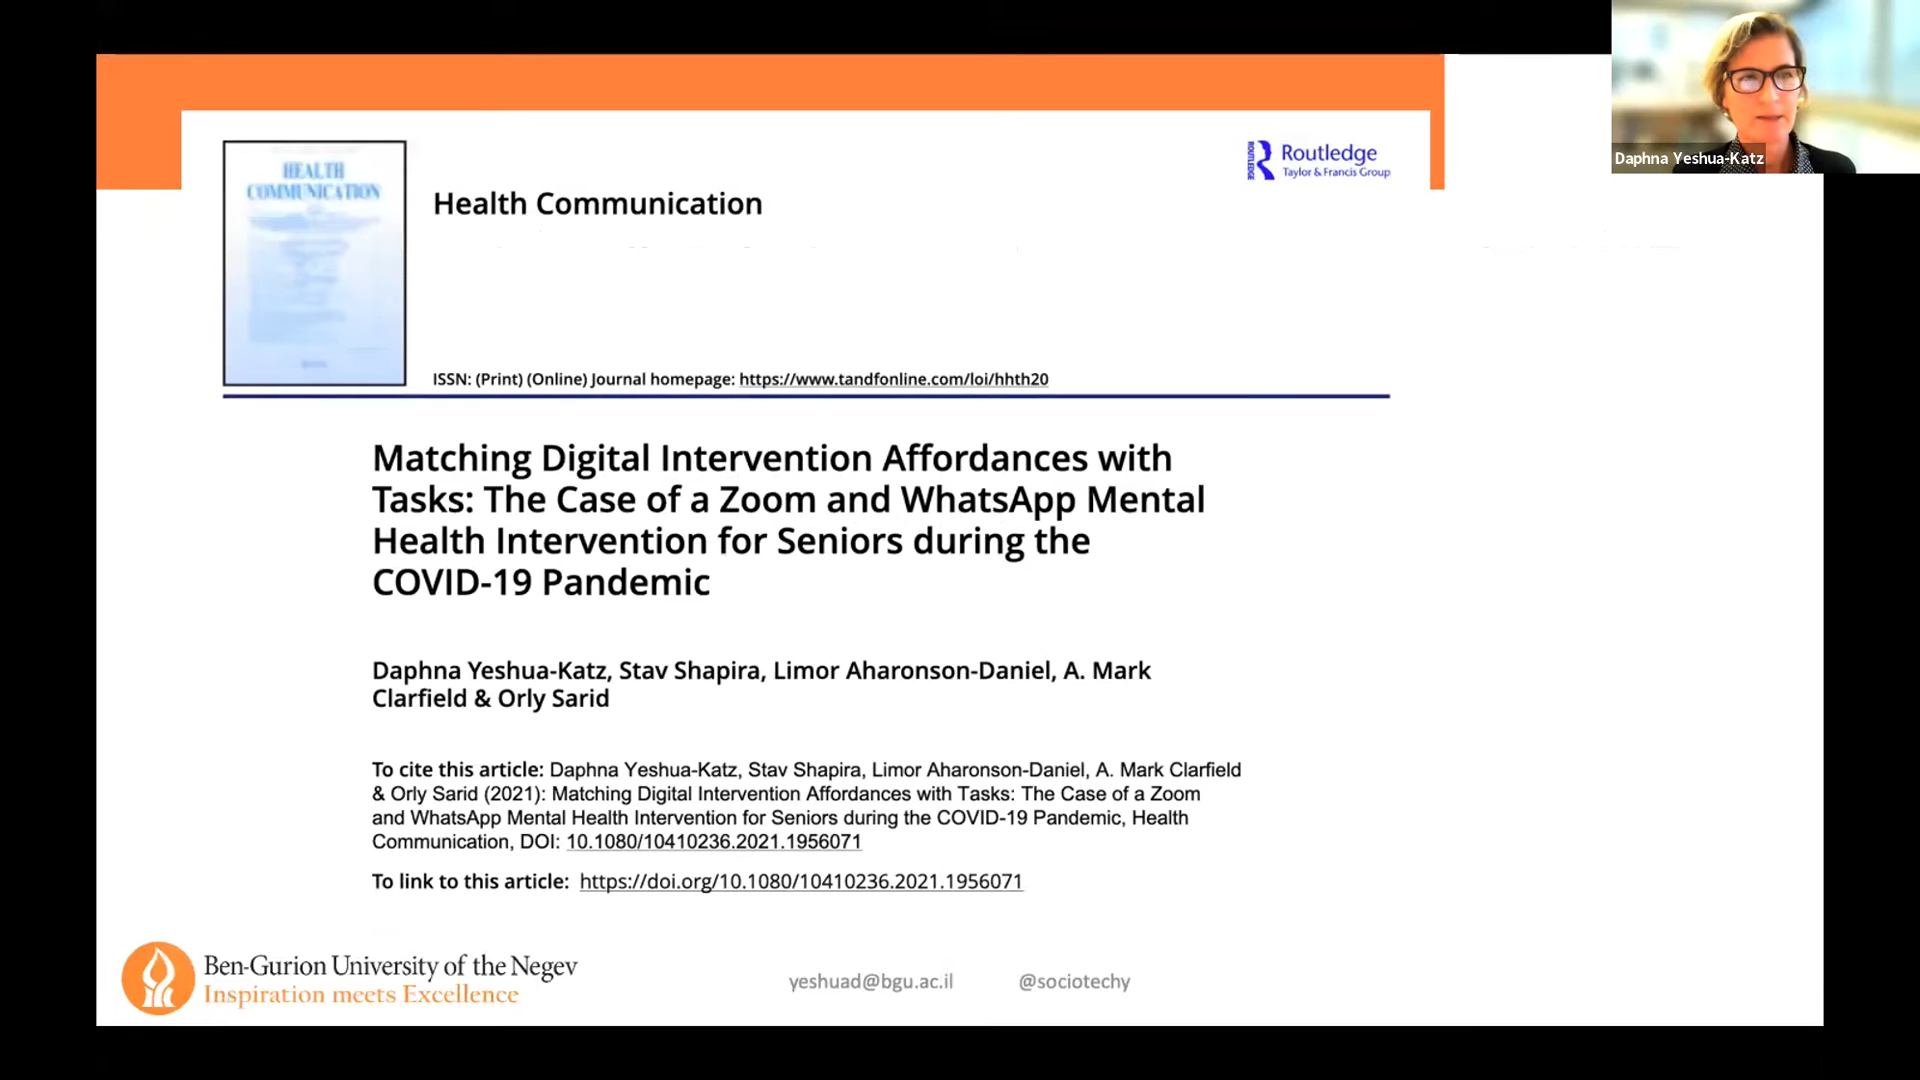 Daphna Yeshua-Katz
HEALTH
COMMUNICATION
Health Communication
ROUTLEDGE
Routledge
Taylor & Francis Group
ISSN: (Print) (Online) Journal homepage: https://www.tandfonline.com/loi/hhth20
Matching Digital Intervention Affordances with
Tasks: The Case of a Zoom and WhatsApp Mental
Health Intervention for Seniors during the
COVID-19 Pandemic
Daphna Yeshua-Katz, Stav Shapira, Limor Aharonson-Daniel, A. Mark
Clarfield & Orly Sarid
To cite this article: Daphna Yeshua-Katz, Stav Shapira, Limor Aharonson-Daniel, A. Mark Clarfield
& Orly Sarid (2021): Matching Digital Intervention Affordances with Tasks: The Case of a Zoom
and WhatsApp Mental Health Intervention for Seniors during the COVID-19 Pandemic, Health
Communication, DOI: 10.1080/10410236.2021.1956071
To link to this article: https://doi.org/10.1080/10410236.2021.1956071
Ben-Gurion University of the Negev
Inspiration meets Excellence
yeshuad@bgu.ac.il @sociotechy